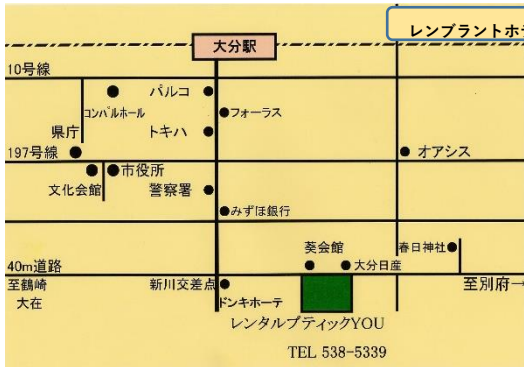 レンブラントホテ
大分駅
10号線
パルコ
コンパルホール
フォーラス
県庁
トキハ
197号線
オアシス
市役所
文化会館
警察署
みずほ銀行
葵会館
春日神社
40m道路
大分日産
至鶴崎
大在
新川交差点
至別府→
ドンキホーテ
レンタルブティックYOU
TEL 538-5339